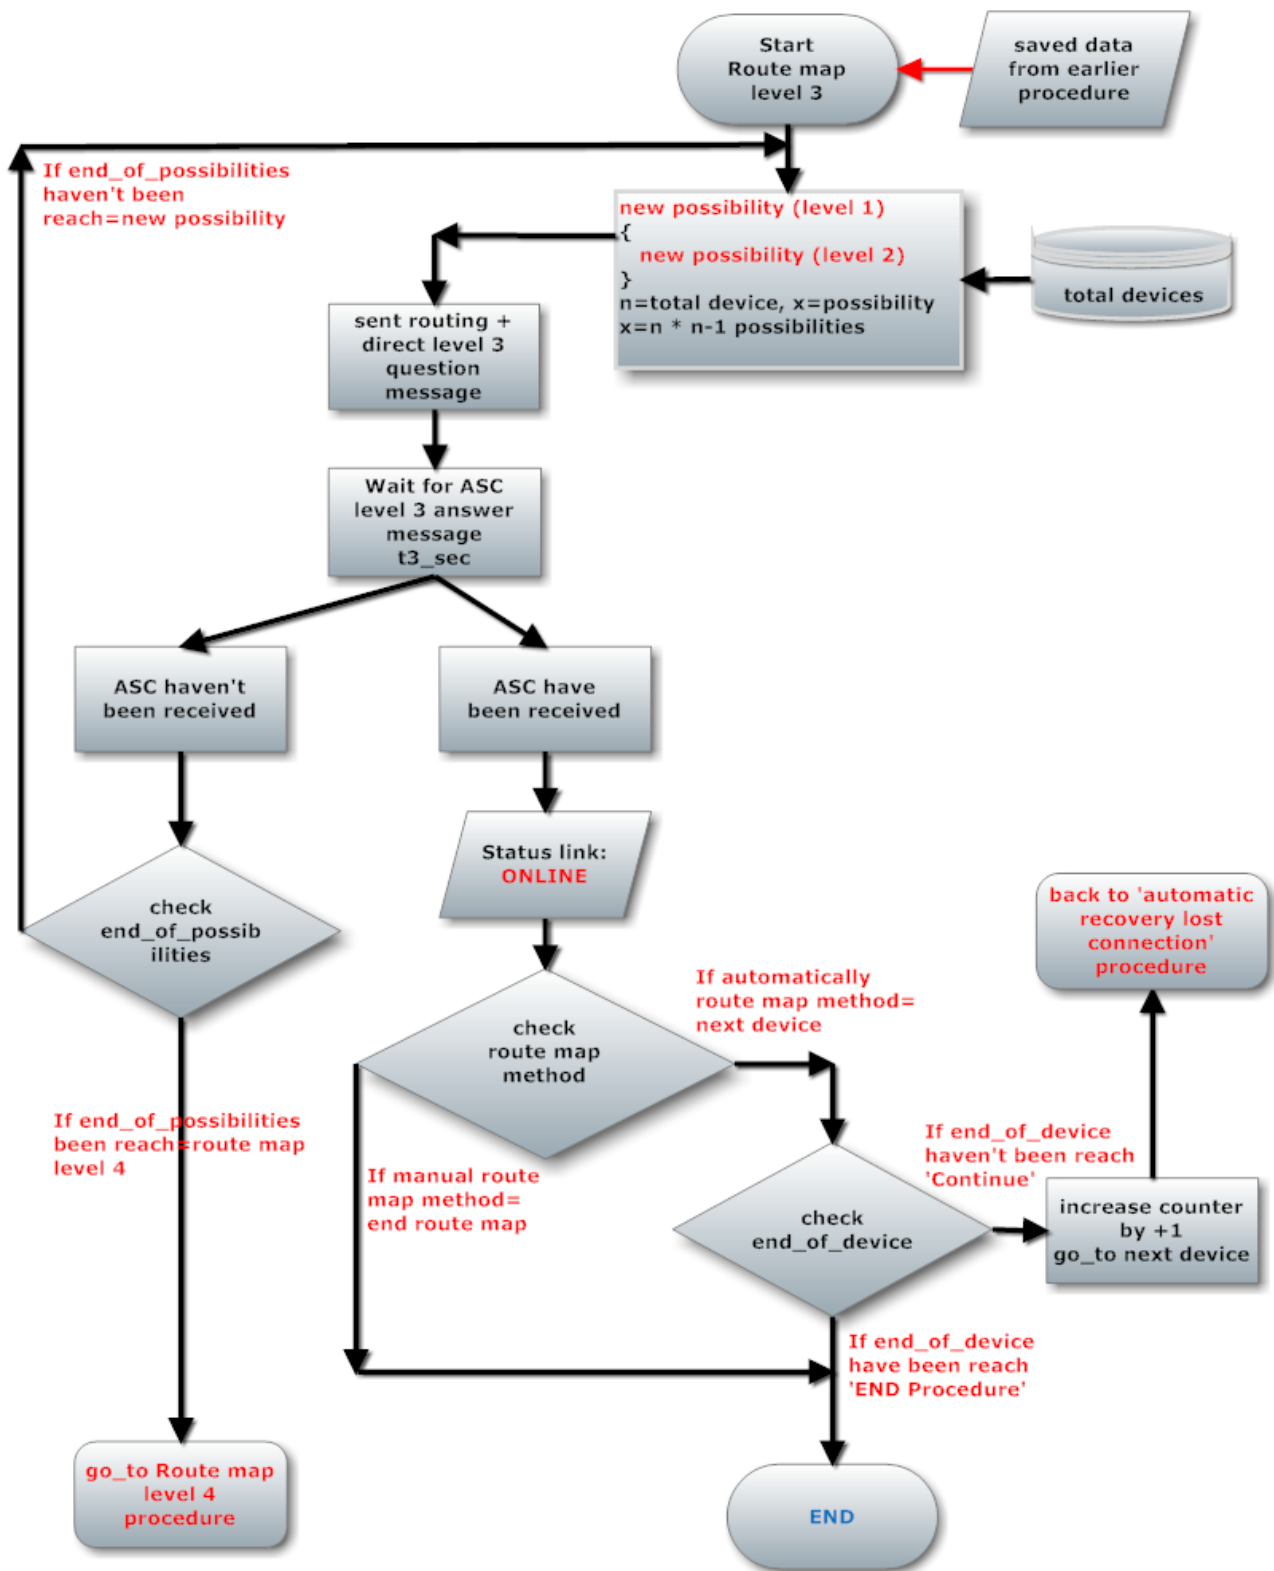 Start
Route map
level 3
saved data
from earlier
procedure
If end_of_possibilities
haven't been
reach=new possibility
new possibility (level 1)
{
new possibility (level 2)
}
n=total device, x=possibility
x=n * n-1 possibilities
total devices
sent routing +
direct level 3
question
message
Wait for ASC
level 3 answer
message
t3_sec
ASC haven't
been received
ASC have
been received
Status link:
ONLINE
check
end_of_possib
ilities
back to 'automatic
recovery lost
connection'
procedure
If automatically
route map method=
next device
check
route map
method
If end_of_possibilities
been reach=route map
level 4
If manual route
map method=
end route map
If end_of_device
haven't been reach
'Continue'
check
end_of_device
increase counter
by +1
go_to next device
If end_of_device
have been reach
'END Procedure'
go_to Route map
level 4
procedure
END